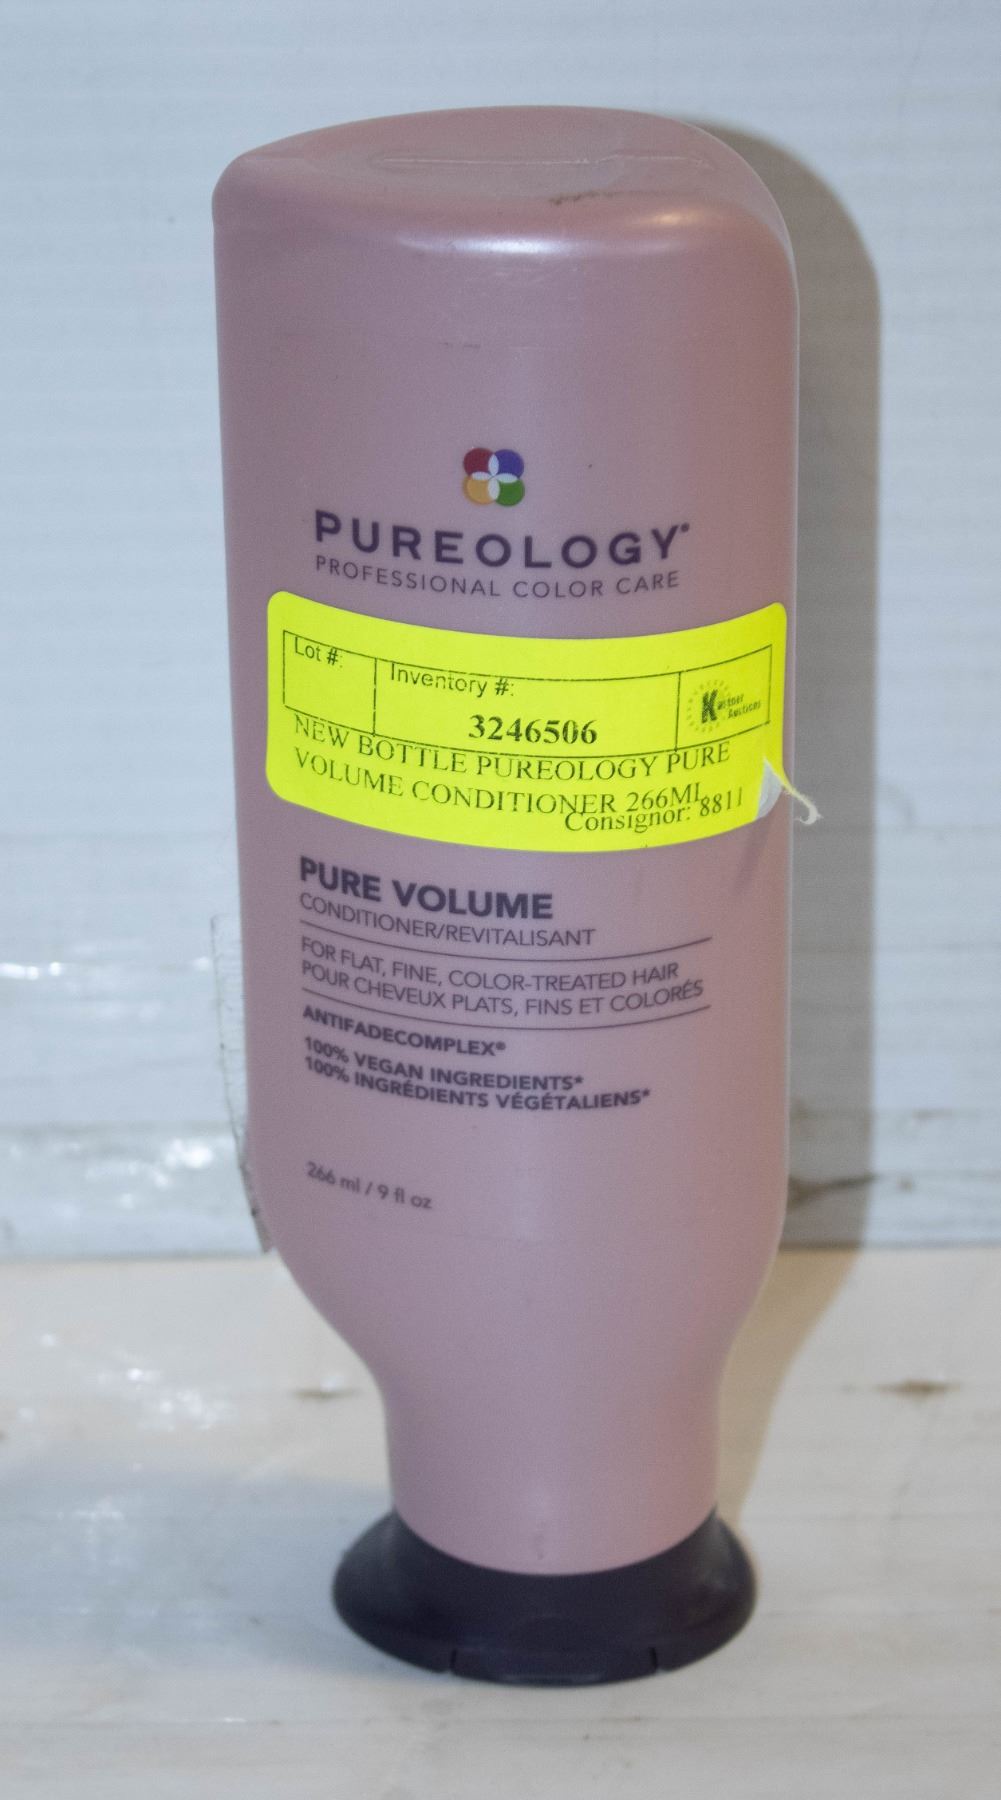 PUREOLOGY®
PROFESSIONAL COLOR CARE
Lot #:
Inventory #:
3246506
Kastner
Auctions
NEW BOTTLE PUREOLOGY PURE
VOLUME CONDITIONER 266ML
Consignor: 8811
PURE VOLUME
CONDITIONER/REVITALISANT
FOR FLAT, FINE, COLOR-TREATED HAIR
POUR CHEVEUX PLATS, FINS ET COLORÉS
ANTIFADECOMPLEX®
100% VEGAN INGREDIENTS*
100% INGRÉDIENTS VÉGÉTALIENS*
266 ml / 9 fl oz